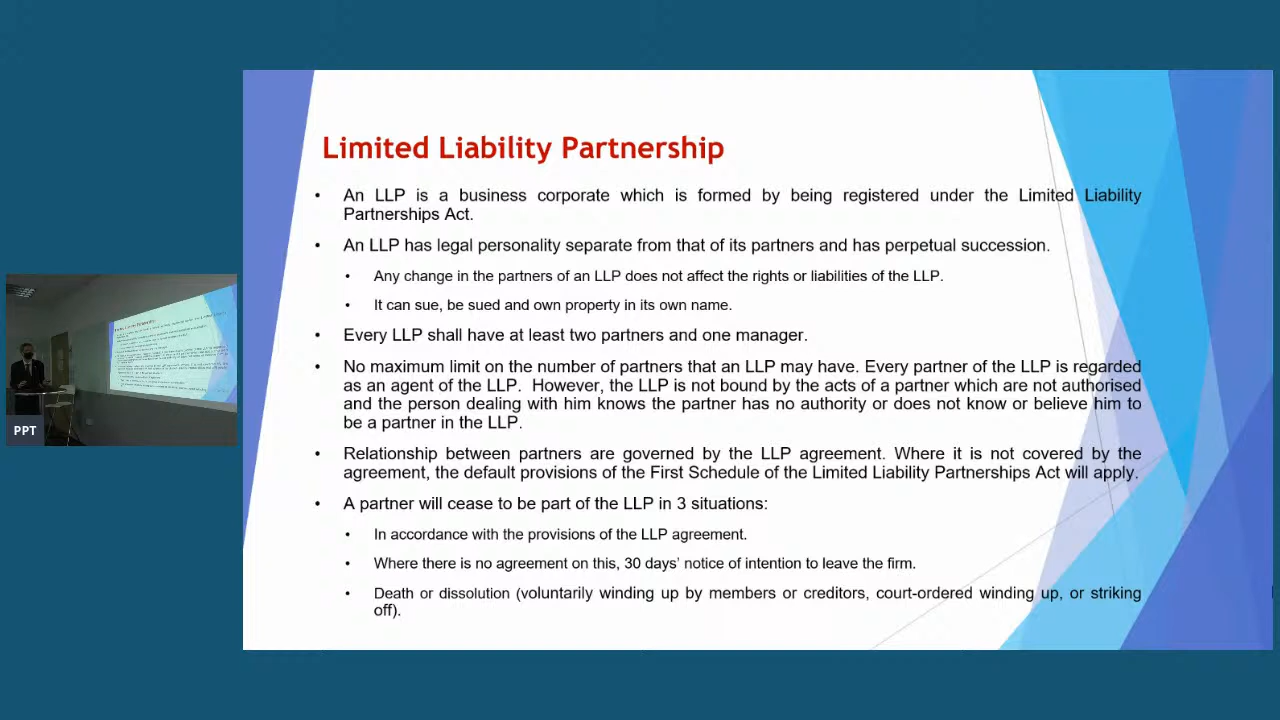 Limited Liability Partnership
• An LLP is a business corporate which is formed by being registered under the Limited Liability
Partnerships Act.
• An LLP has legal personality separate from that of its partners and has perpetual succession.
• Any change in the partners of an LLP does not affect the rights or liabilities of the LLP.
• It can sue, be sued and own property in its own name.
• Every LLP shall have at least two partners and one manager.
• No maximum limit on the number of partners that an LLP may have. Every partner of the LLP is regarded
as an agent of the LLP. However, the LLP is not bound by the acts of a partner which are not authorised
and the person dealing with him knows the partner has no authority or does not know or believe him to
be a partner in the LLP.
• Relationship between partners are governed by the LLP agreement. Where it is not covered by the
agreement, the default provisions of the First Schedule of the Limited Liability Partnerships Act will apply.
• A partner will cease to be part of the LLP in 3 situations:
• In accordance with the provisions of the LLP agreement.
• Where there is no agreement on this, 30 days’ notice of intention to leave the firm.
• Death or dissolution (voluntarily winding up by members or creditors, court-ordered winding up, or striking
off).
PPT